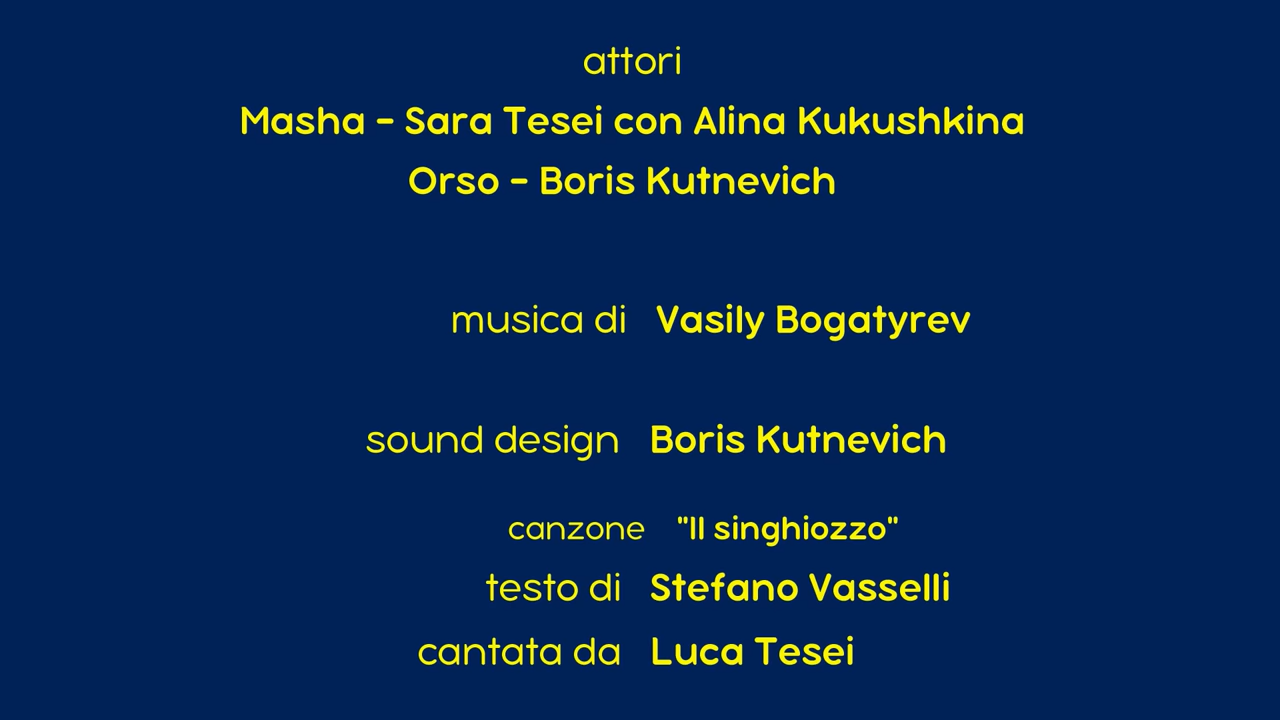 attori
Masha - Sara Tesei con Alina Kukushkina
Orso - Boris Kutnevich
musica di Vasily Bogatyrev
sound design Boris Kutnevich
canzone "Il singhiozzo"
testo di Stefano Vasselli
cantata da Luca Tesei